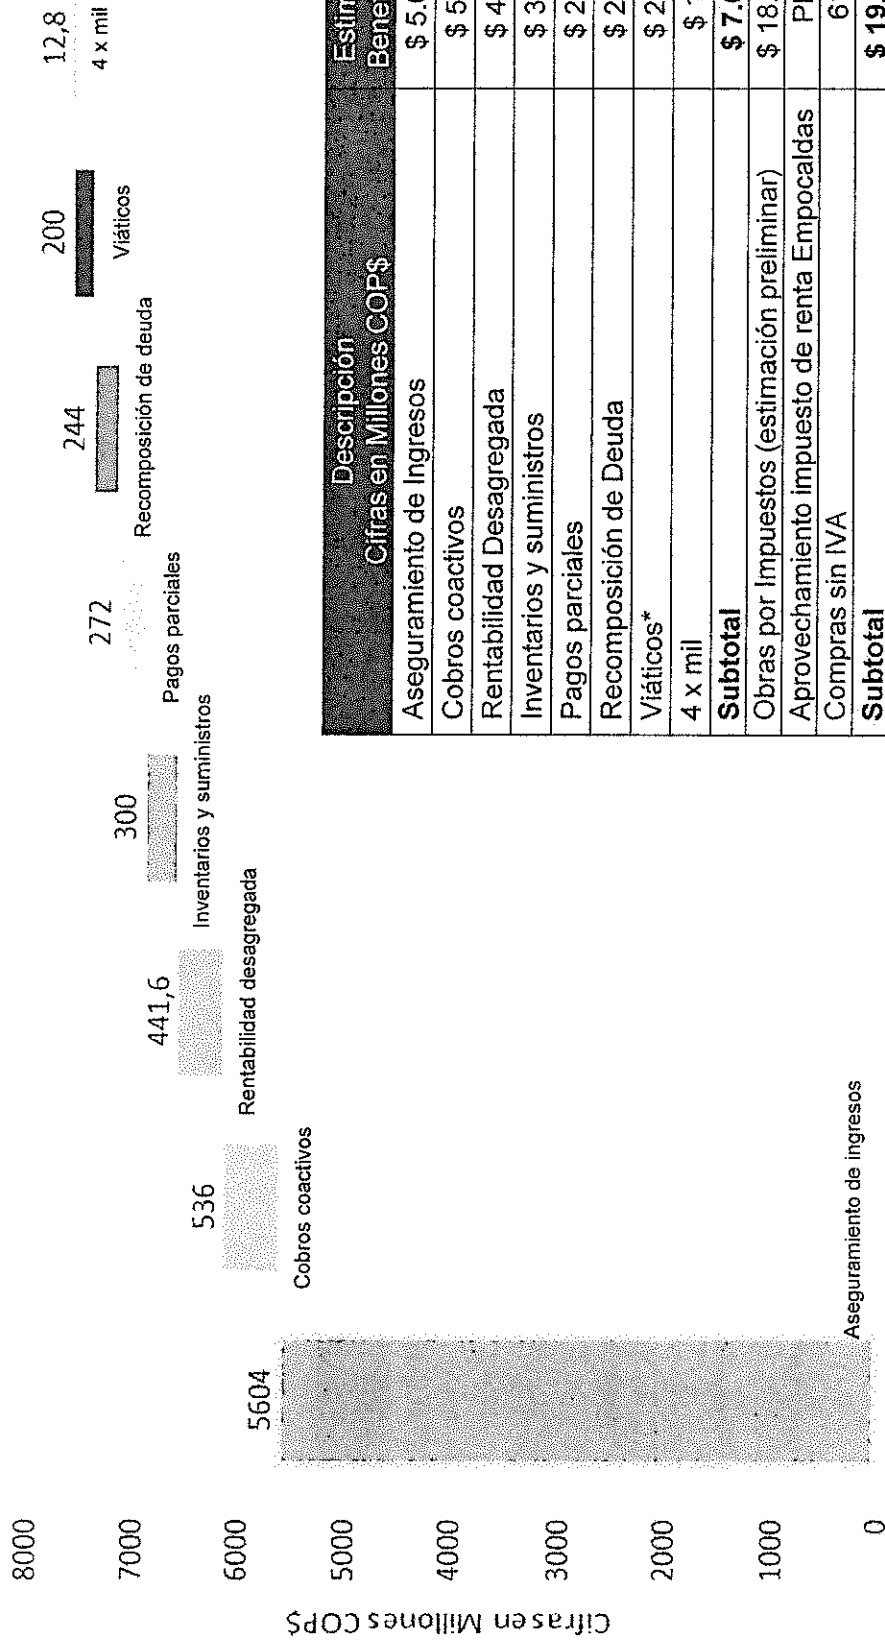 Cifras en Millones COP$
8000
7000
6000
5000
4000
3000
2000
1000
0
5604
Aseguramiento de ingresos
536
Cobros coactivos
441,6
Rentabilidad desagregada
300
Inventarios y suministros
272
Pagos parciales
244
Recomposición de deuda
200
Viáticos
12,8
4 x mil
Descripción
Cifras en Millones COP$
Aseguramiento de Ingresos
Cobros coactivos
Rentabilidad Desagregada
Inventarios y suministros
Pagos parciales
Recomposición de Deuda
Viáticos*
4 x mil
Subtotal
Obras por Impuestos (estimación preliminar) $ 18.
Aprovechamiento impuesto de renta Empocaldas
Compras sin IVA
Subtotal $ 19.